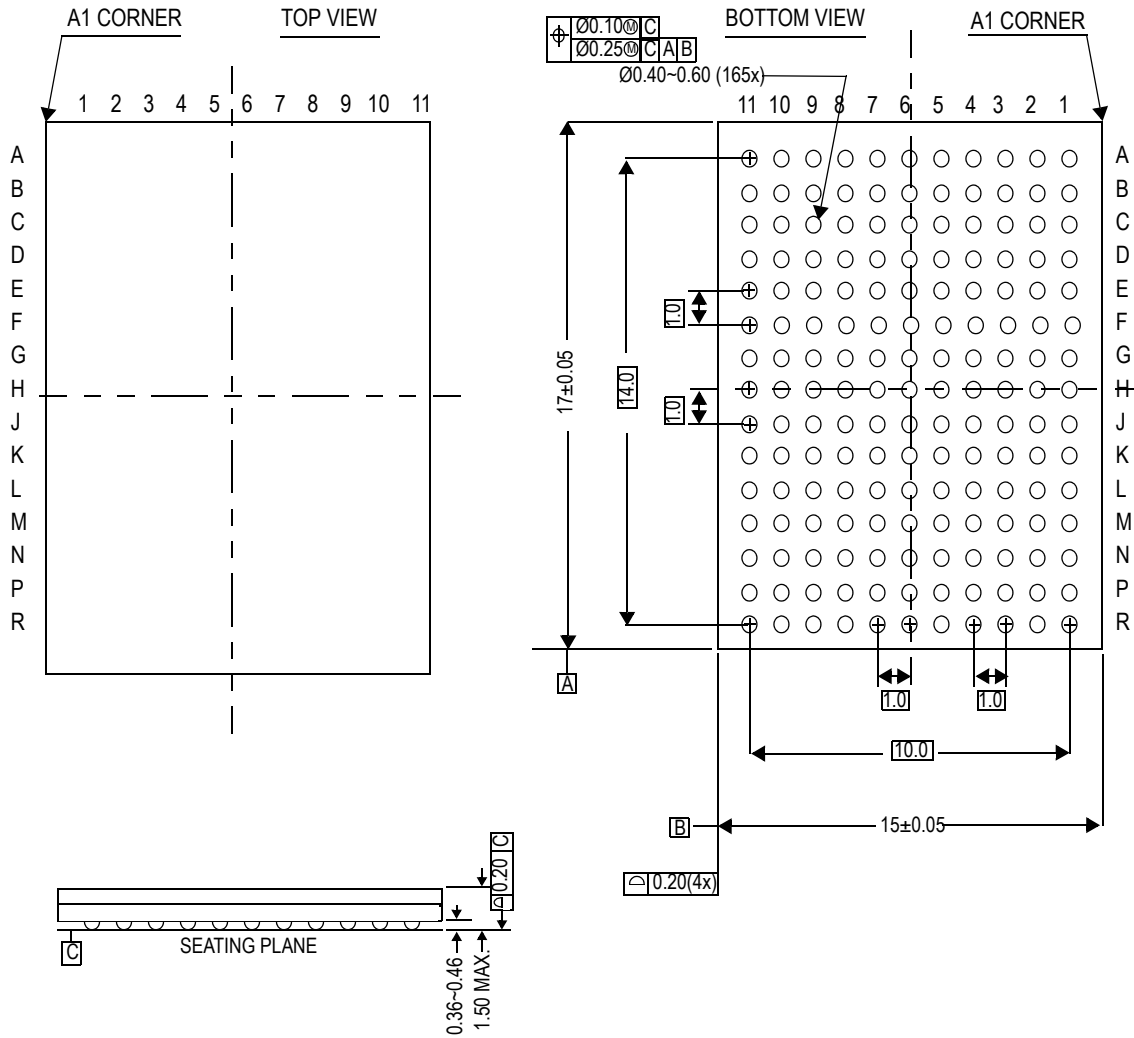 A1 CORNER
TOP VIEW
1 2 3 4 5 6 7 8 9 10 11
A
B
C
D
E
F
G
H
J
K
L
M
N
P
R
Ø0.10Ⓜ C
Ø0.25Ⓜ C A B
Ø0.40~0.60 (165x)
BOTTOM VIEW
A1 CORNER
11 10 9 8 7 6 5 4 3 2 1
A
B
C
D
E
F
G
H
J
K
L
M
N
P
R
17±0.05
14.0
1.0
1.0
A
1.0
1.0
10.0
B
15±0.05
0.20(4x)
0.20 C
C
SEATING PLANE
0.36~0.46
1.50 MAX.